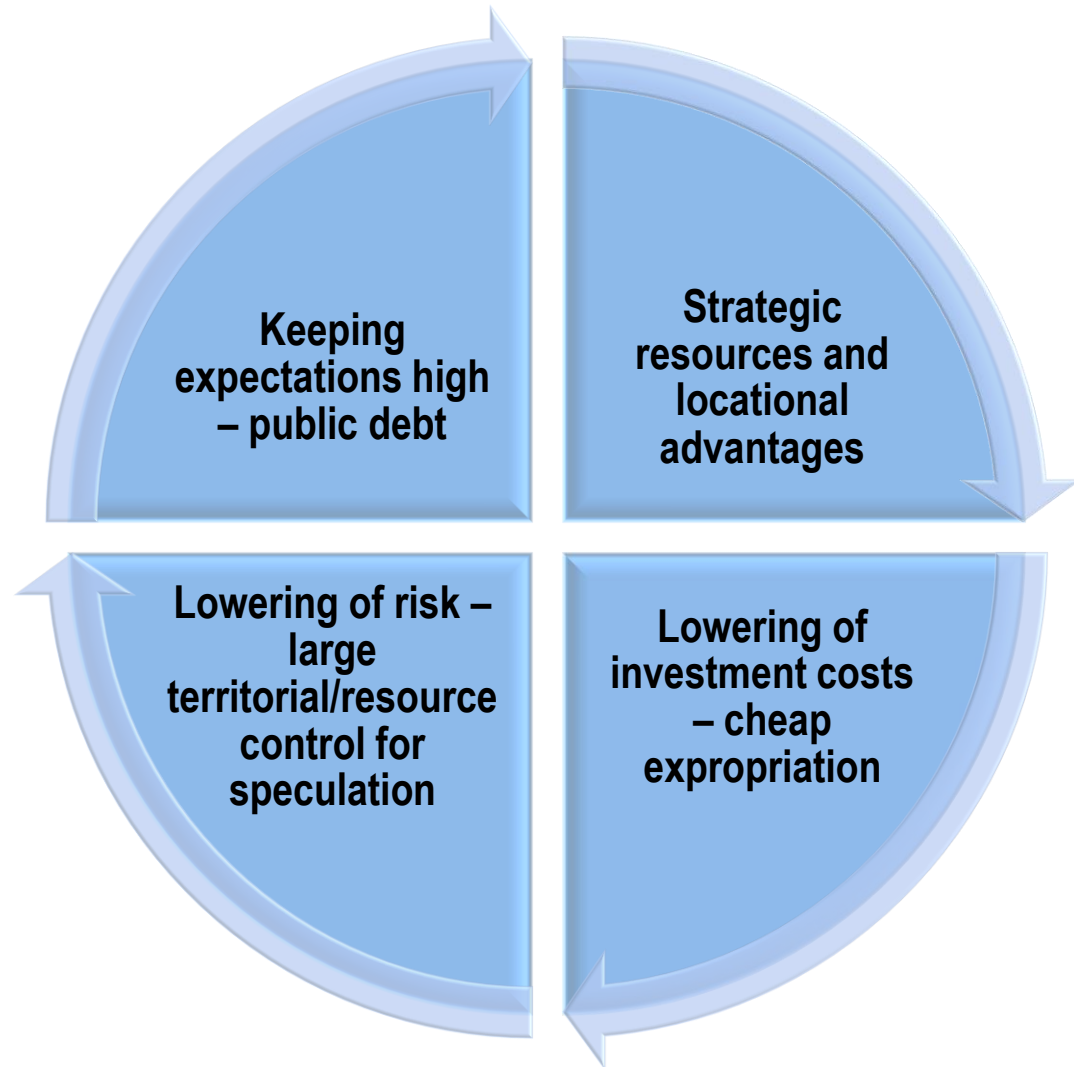 Keeping
expectations high
– public debt
Strategic
resources and
locational
advantages
Lowering of risk –
large
territorial/resource
control for
speculation
Lowering of
investment costs
– cheap
expropriation